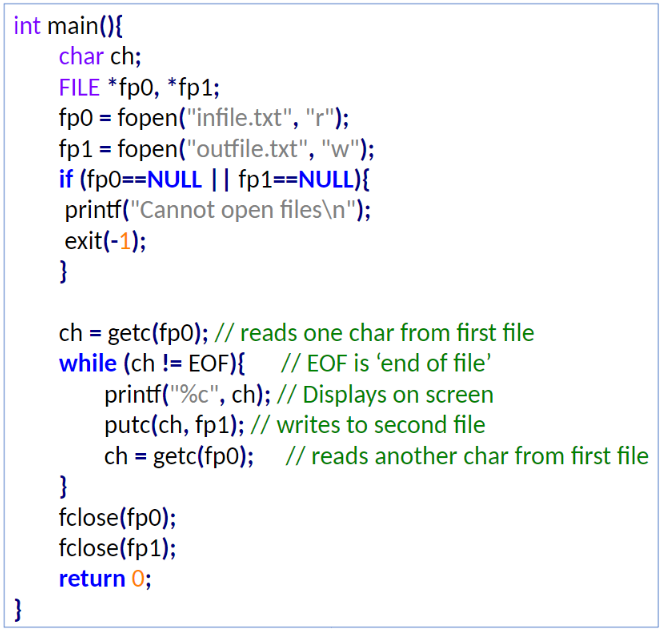 int main(){
char ch;
FILE *fp0, *fp1;
fp0 = fopen("infile.txt", "r");
fp1 = fopen("outfile.txt", "w");
if (fp0==NULL || fp1==NULL){
printf("Cannot open files\n");
exit(-1);
}
ch = getc(fp0); // reads one char from first file
while (ch != EOF){ // EOF is ‘end of file’
printf("%c", ch); // Displays on screen
putc(ch, fp1); // writes to second file
ch = getc(fp0); // reads another char from first file
}
fclose(fp0);
fclose(fp1);
return 0;
}